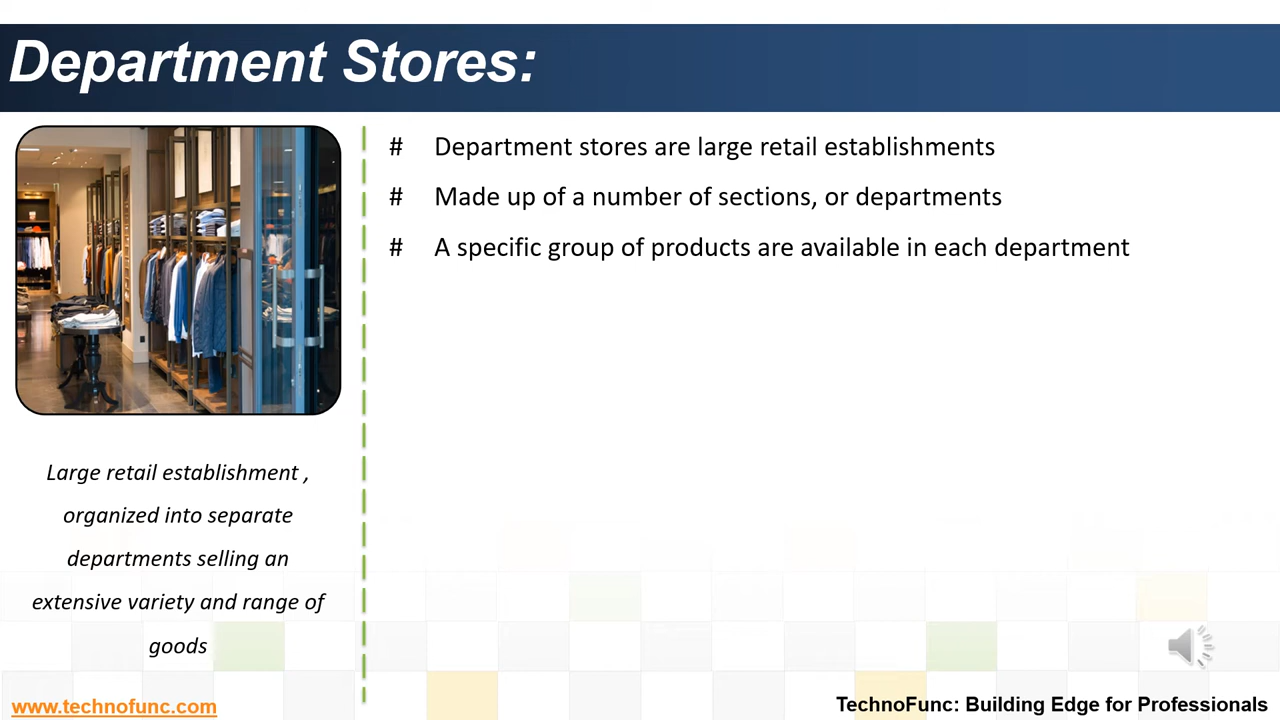 Department Stores:
# Department stores are large retail establishments
# Made up of a number of sections, or departments
# A specific group of products are available in each department
Large retail establishment ,
organized into separate
departments selling an
extensive variety and range of
goods
www.technofunc.com
TechnoFunc: Building Edge for Professionals